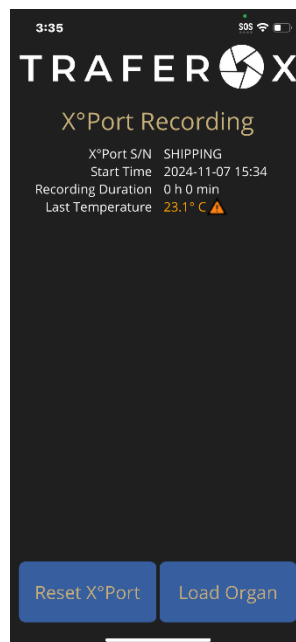 3:35 SOS
TRAFEROX
X°Port Recording
X°Port S/N SHIPPING
Start Time 2024-11-07 15:34
Recording Duration 0 h 0 min
Last Temperature 23.1° C
Reset X°Port Load Organ